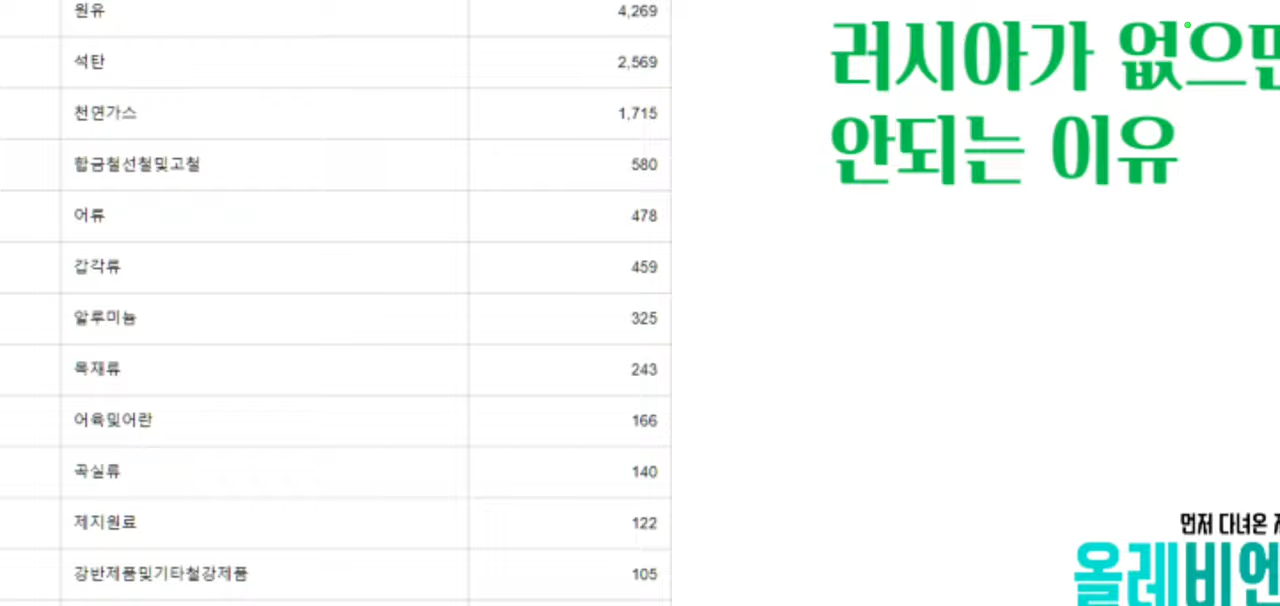 원유 4,269
석탄 2,569
천연가스 1,715
합금철선철및고철 580
어류 478
갑각류 459
알루미늄 325
목재류 243
어육및어란 166
곡실류 140
제지원료 122
강반제품및기타철강제품 105
러시아가 없으면
안되는 이유
먼저 다녀온
올레비엔